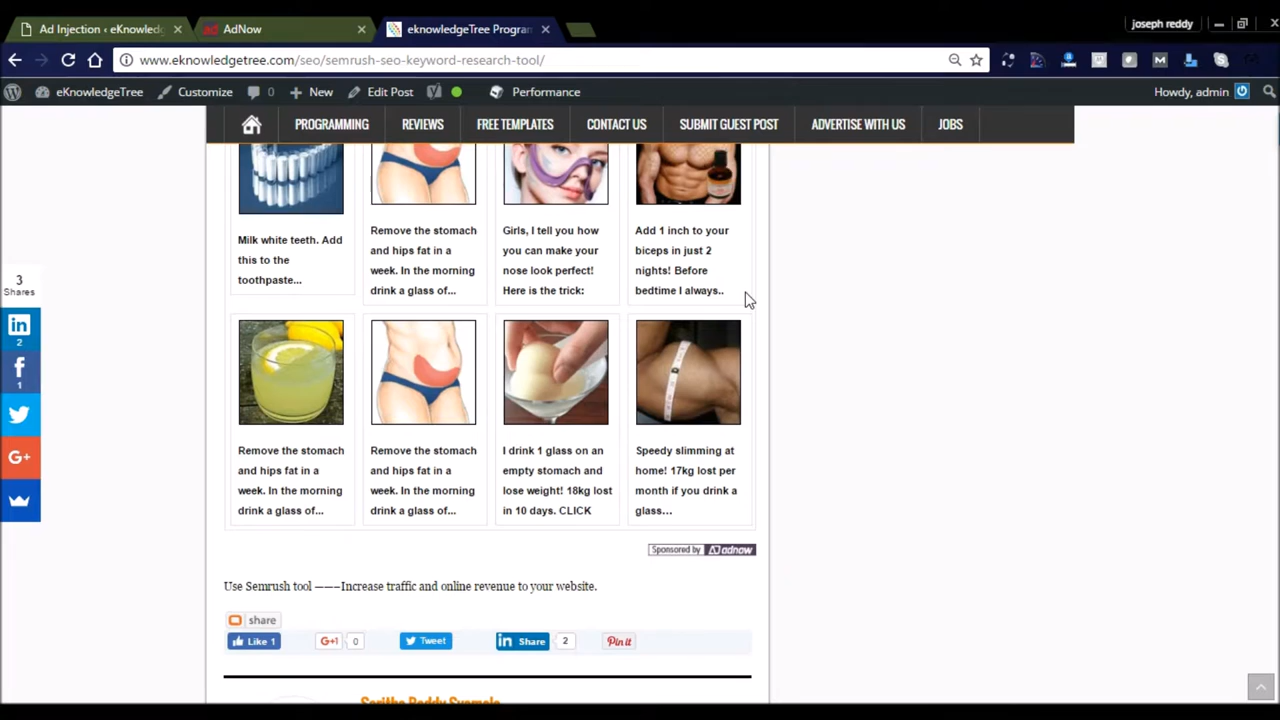 Ad Injection ‹ eKnowledg
AdNow
eknowledgeTree Progran
joseph reddy
www.eknowledgetree.com/seo/semrush-seo-keyword-research-tool/
eKnowledgeTree
Customize
0
New
Edit Post
Performance
Howdy, admin
PROGRAMMING
REVIEWS
FREE TEMPLATES
CONTACT US
SUBMIT GUEST POST
ADVERTISE WITH US
JOBS
Milk white teeth. Add
this to the
toothpaste...
Remove the stomach
and hips fat in a
week. In the morning
drink a glass of...
Girls, I tell you how
you can make your
nose look perfect!
Here is the trick:
Add 1 inch to your
biceps in just 2
nights! Before
bedtime I always..
3
Shares
in
2
f
1
G+
Remove the stomach
and hips fat in a
week. In the morning
drink a glass of...
Remove the stomach
and hips fat in a
week. In the morning
drink a glass of...
I drink 1 glass on an
empty stomach and
lose weight! 18kg lost
in 10 days. CLICK
Speedy slimming at
home! 17kg lost per
month if you drink a
glass...
Sponsored by adnow
Use Semrush tool ——–Increase traffic and online revenue to your website.
share
Like 1
G+1
0
Tweet
in Share
2
Pin it